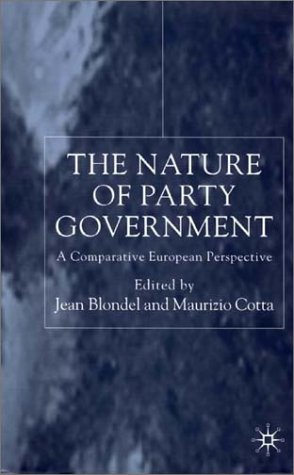 THE NATURE
OF PARTY
GOVERNMENT
A Comparative European Perspective
Edited by
Jean Blondel and Maurizio Cotta